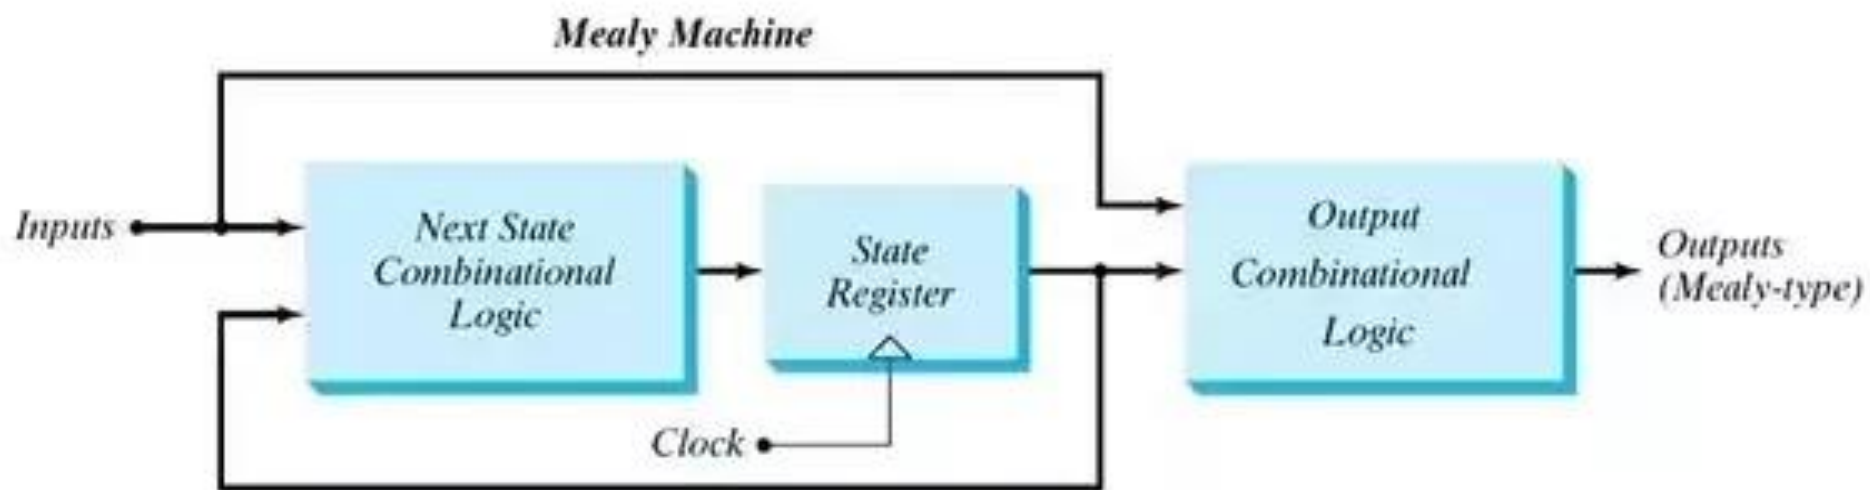 Mealy Machine
Inputs
Next State
Combinational
Logic
State
Register
Clock
Output
Combinational
Logic
Outputs
(Mealy-type)